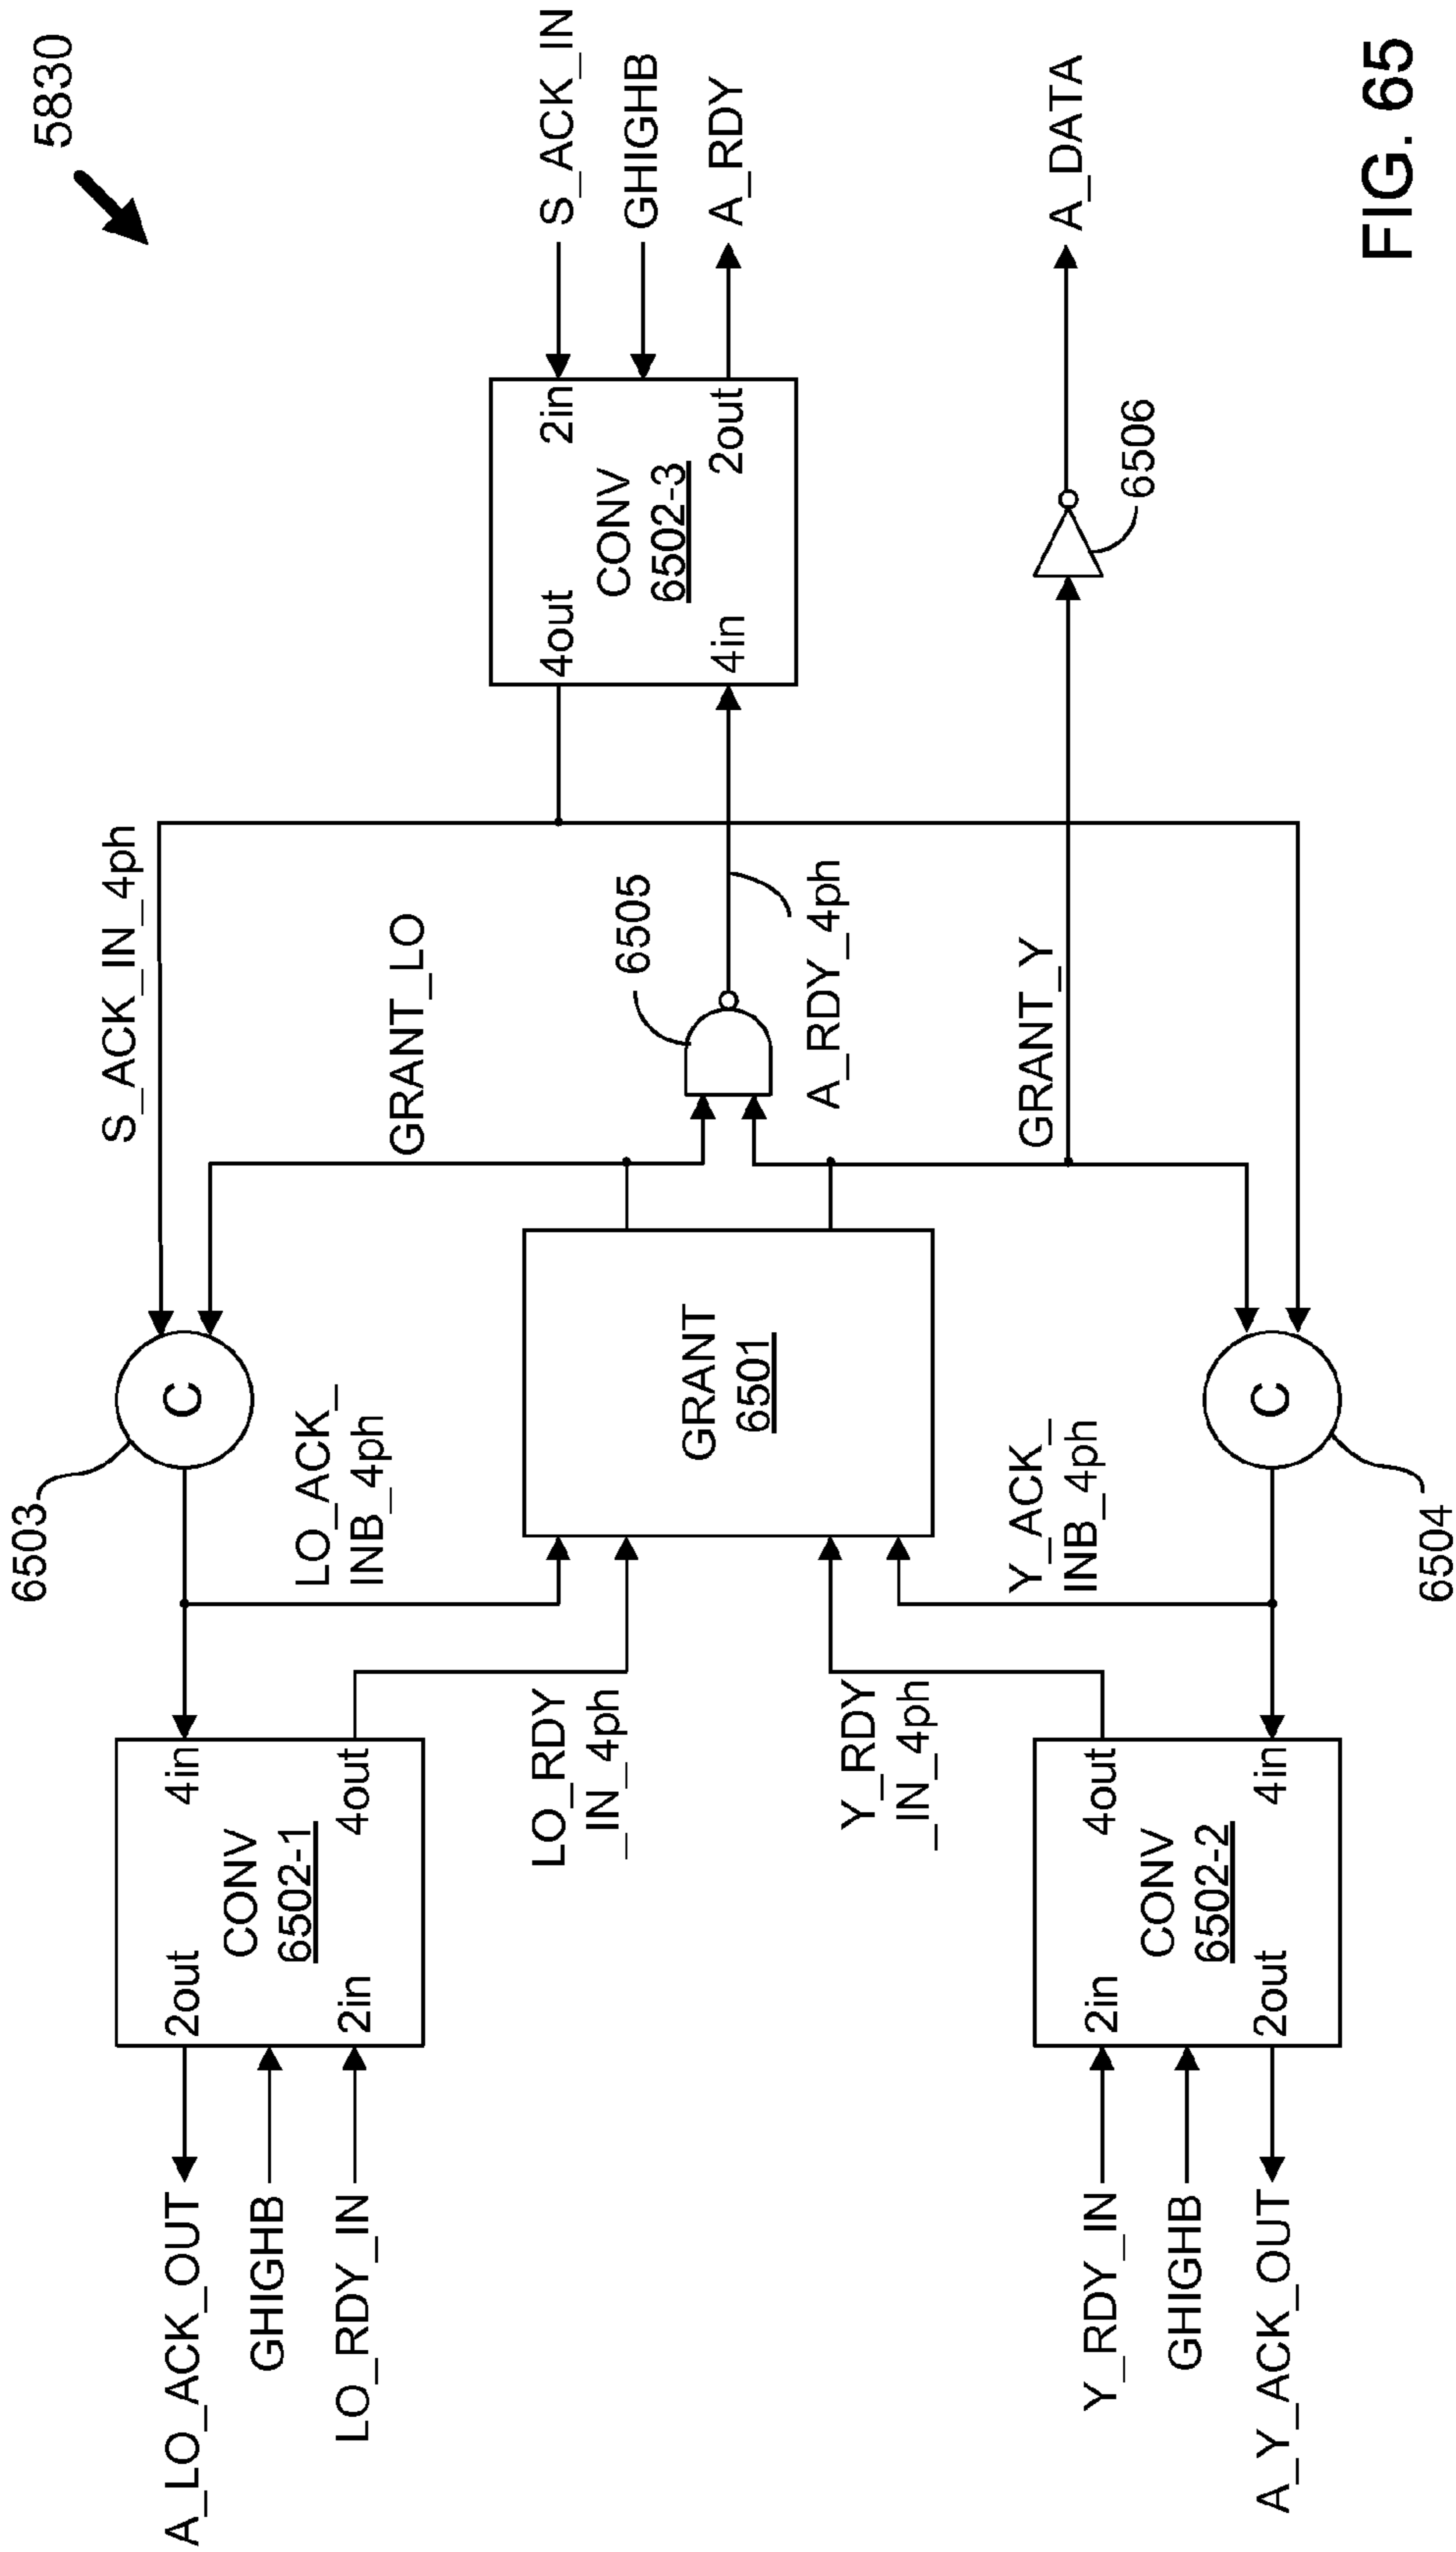 5830
S_ACK_IN_4ph
S_ACK_IN
GHIGHB
A_RDY
6503
C
GRANT_LO
4out
2in
CONV
6502-3
4in
2out
A_LO_ACK_OUT
GHIGHB
LO_RDY_IN
2out
4in
CONV
6502-1
2in
4out
LO_ACK_
INB_4ph
LO_RDY
_IN_4ph
GRANT
6501
6505
A_RDY_4ph
Y_RDY
_IN_4ph
Y_ACK_
INB_4ph
GRANT_Y
6506
A_DATA
Y_RDY_IN
GHIGHB
A_Y_ACK_OUT
2in
4out
CONV
6502-2
2out
4in
C
6504
FIG. 65